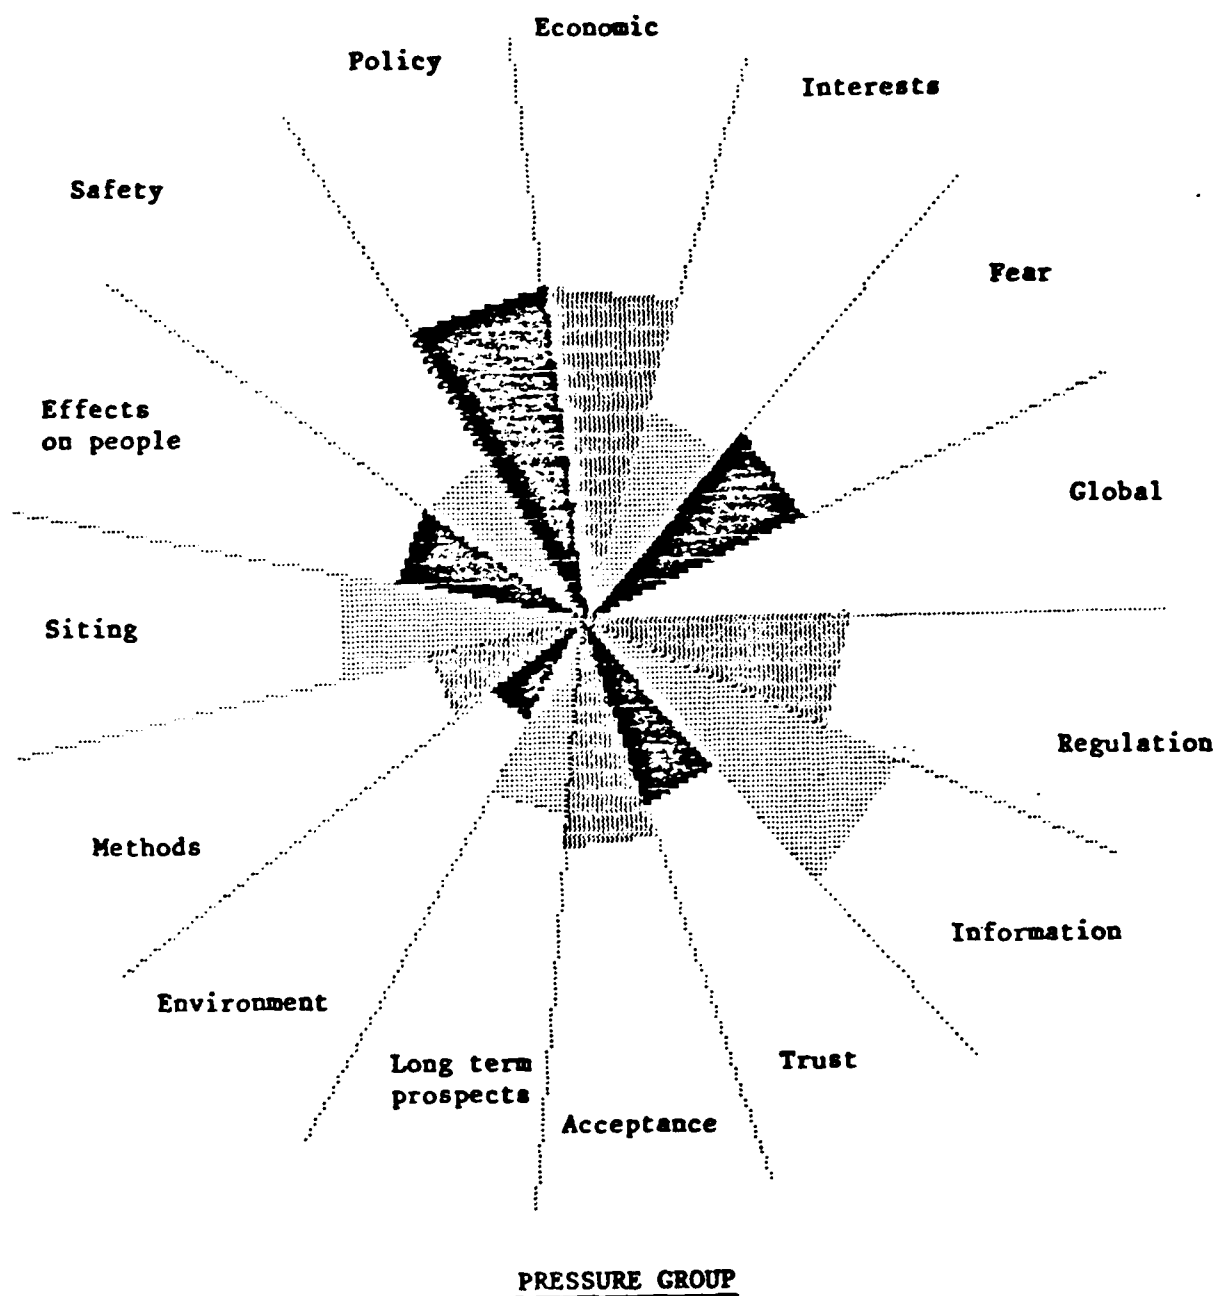 Economic
Policy
Interests
Safety
Fear
Effects
on people
Global
Siting
Regulation
Methods
Information
Environment
Long term
prospects
Trust
Acceptance
PRESSURE GROUP